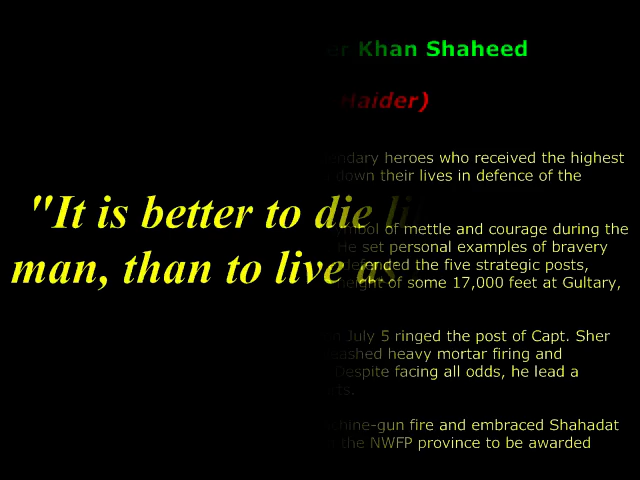 er Khan Shaheed
Haider)
ndary heroes who received the highest
down their lives in defence of the
"It is better to die li
man, than to live as
mbol of mettle and courage during the
He set personal examples of bravery
defended the five strategic posts,
height of some 17,000 feet at Gultary,
n July 5 ringed the post of Capt. Sher
eashed heavy mortar firing and
Despite facing all odds, he lead a
ts.
chine-gun fire and embraced Shahadat
the NWFP province to be awarded